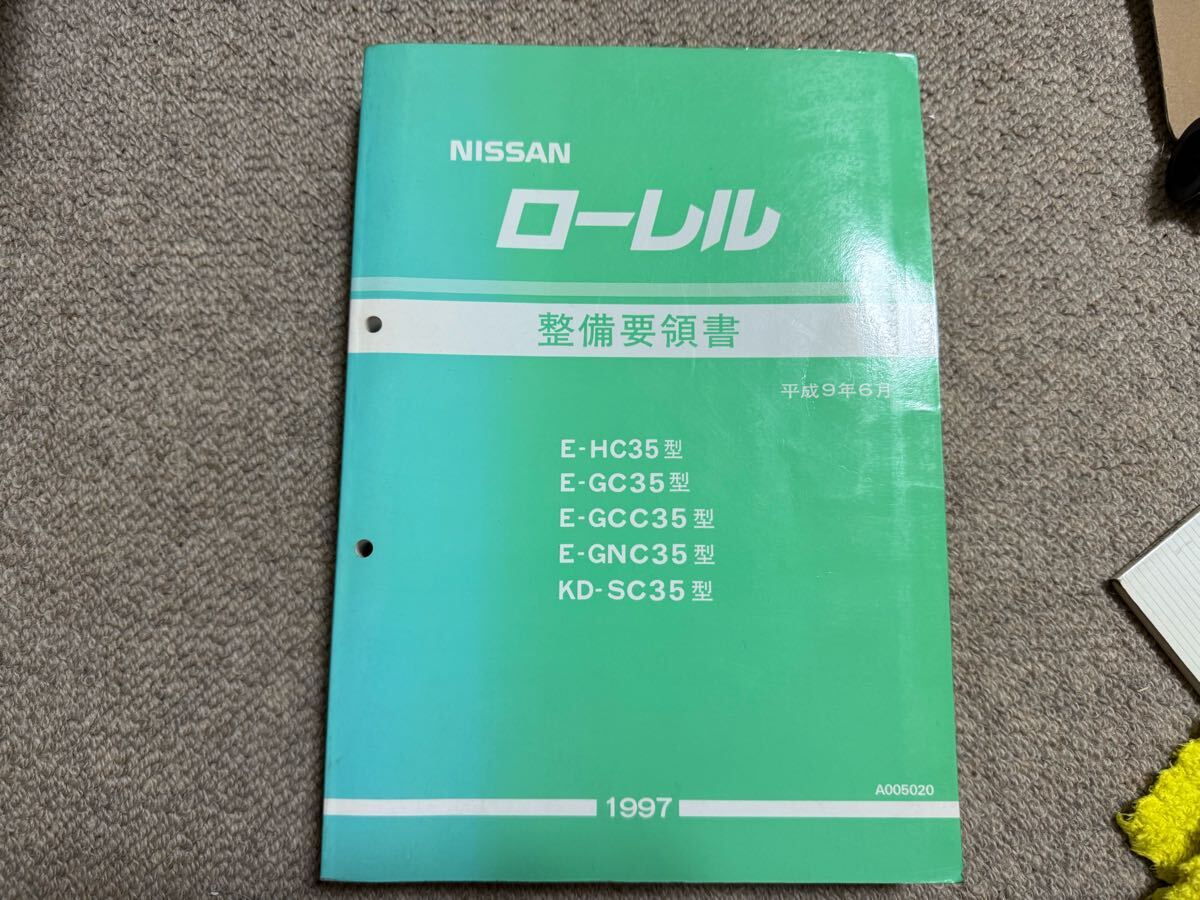 NISSAN
ローレル
整備要領書
平成9年6月
E-HC35型
E-GC35型
E-GCC35型
E-GNC35型
KD-SC35型
A005020
1997